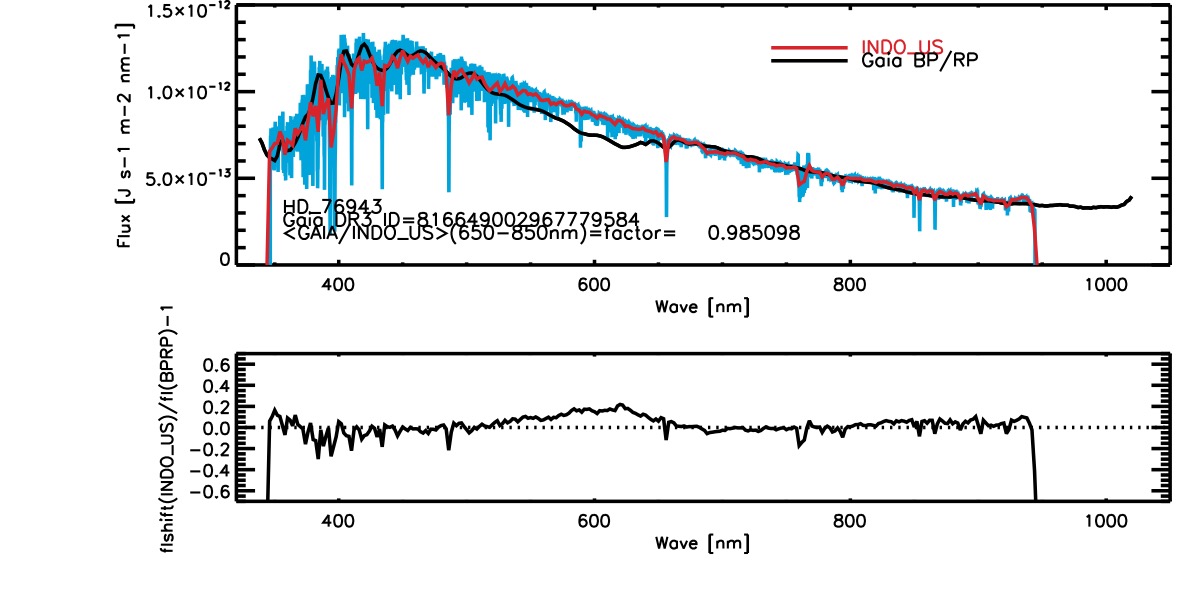 1.5×10−12
1.0×10−12
5.0×10−13
0
Flux [J s−1 m−2 nm−1]
INDO_US
Gaia BP/RP
HD_76943
Gaia DR3 ID=816649002967779584
<GAIA/INDO_US>(650−850nm)=factor= 0.985098
400 600 800 1000
Wave [nm]
0.6
0.4
0.2
0.0
−0.2
−0.4
−0.6
flshift(INDO_US)/fl(BPRP)−1
400 600 800 1000
Wave [nm]